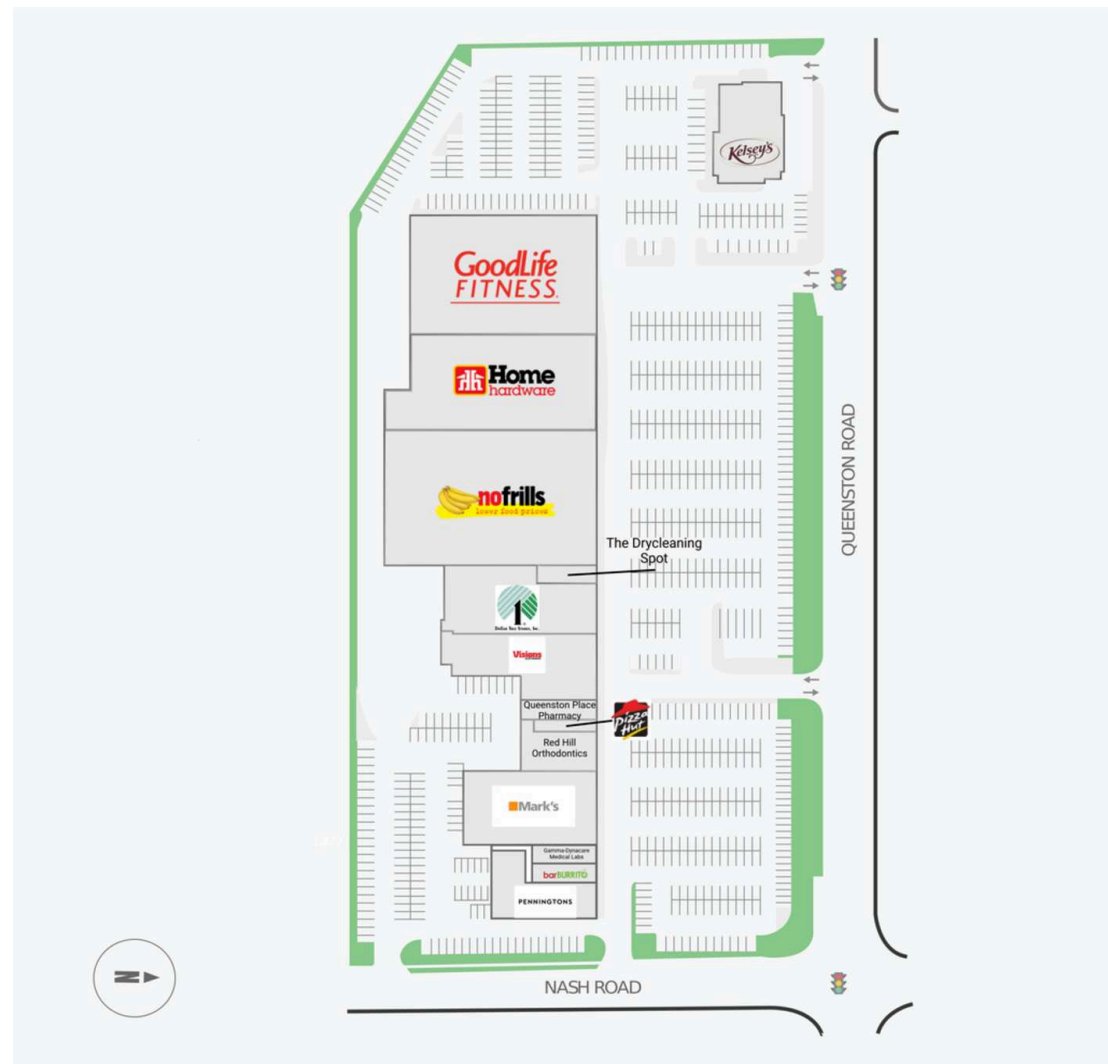 Kelsey's
GoodLife
FITNESS
Home
hardware
nofrills
lower food prices
The Drycleaning
Spot
1
Visions
Queenston Place
Pharmacy
Pizza
Hut
Red Hill
Orthodontics
Mark's
Gamma-Dynacare
Medical Labs
barBURRITO
PENNINGTONS
QUEENSTON ROAD
NASH ROAD
N